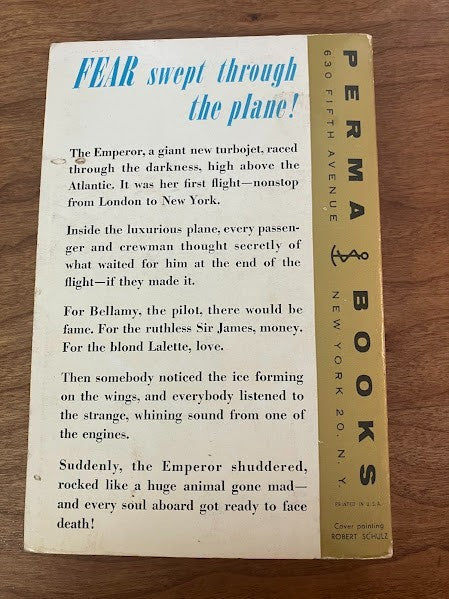 FEAR swept through
the plane!
The Emperor, a giant new turbojet, raced
through the darkness, high above the
Atlantic. It was her first flight—nonstop
from London to New York.
Inside the luxurious plane, every passen-
ger and crewman thought secretly of
what waited for him at the end of the
flight—if they made it.
For Bellamy, the pilot, there would be
fame. For the ruthless Sir James, money.
For the blond Lalette, love.
Then somebody noticed the ice forming
on the wings, and everybody listened to
the strange, whining sound from one of
the engines.
Suddenly, the Emperor shuddered,
rocked like a huge animal gone mad—
and every soul aboard got ready to face
death!
PERMA BOOKS
630 FIFTH AVENUE NEW YORK 20, N. Y.
PRINTED IN U.S.A.
Cover painting
ROBERT SCHULZ